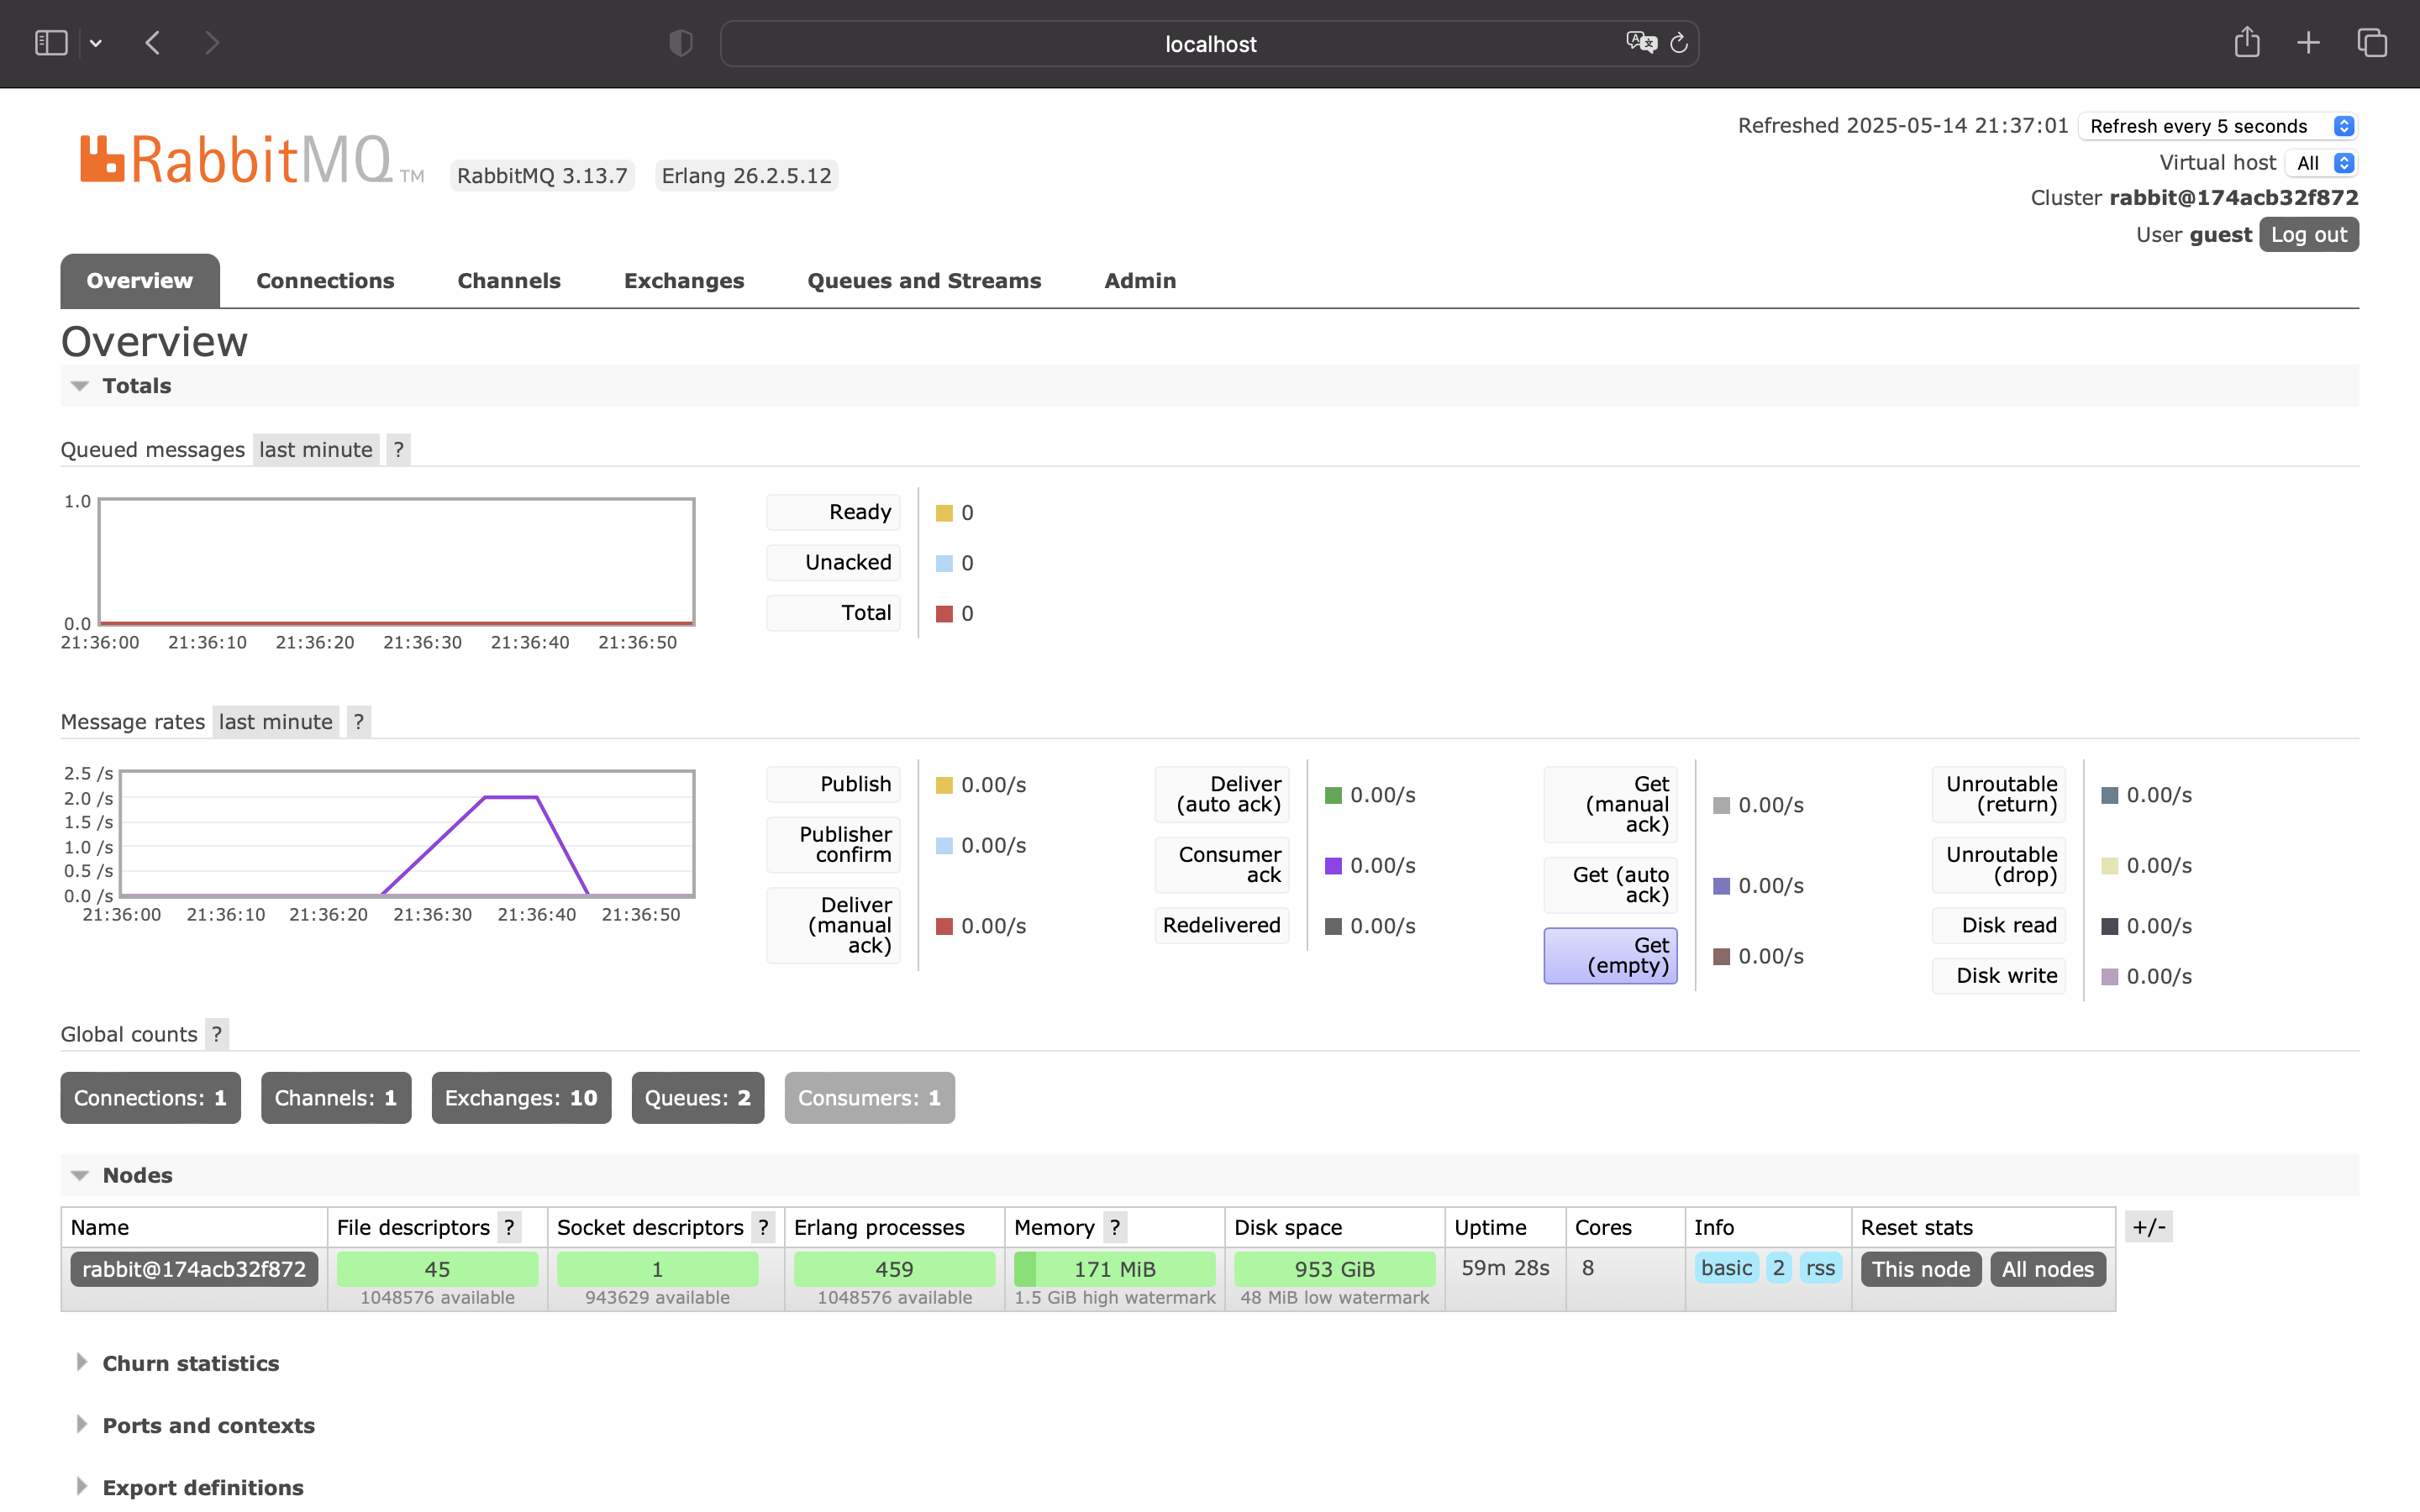 localhost
Refreshed 2025-05-14 21:37:01 Refresh every 5 seconds
RabbitMQ TM RabbitMQ 3.13.7 Erlang 26.2.5.12
Virtual host All
Cluster rabbit@174acb32f872
User guest Log out
Overview Connections Channels Exchanges Queues and Streams Admin
Overview
Totals
Queued messages last minute ?
1.0
0.0
21:36:00 21:36:10 21:36:20 21:36:30 21:36:40 21:36:50
Ready 0
Unacked 0
Total 0
Message rates last minute ?
2.5 /s
2.0 /s
1.5 /s
1.0 /s
0.5 /s
0.0 /s
21:36:00 21:36:10 21:36:20 21:36:30 21:36:40 21:36:50
Publish 0.00/s
Publisher
confirm 0.00/s
Deliver
(manual 0.00/s
ack)
Deliver
(auto ack) 0.00/s
Consumer
ack 0.00/s
Redelivered 0.00/s
Get
(manual 0.00/s
ack)
Get (auto
ack) 0.00/s
Get
(empty) 0.00/s
Unroutable
(return) 0.00/s
Unroutable
(drop) 0.00/s
Disk read 0.00/s
Disk write 0.00/s
Global counts ?
Connections: 1 Channels: 1 Exchanges: 10 Queues: 2 Consumers: 1
Nodes
Name File descriptors ? Socket descriptors ? Erlang processes Memory ? Disk space Uptime Cores Info Reset stats +/-
rabbit@174acb32f872 45 1 459 171 MiB 953 GiB 59m 28s 8 basic 2 rss This node All nodes
1048576 available 943629 available 1048576 available 1.5 GiB high watermark 48 MiB low watermark
Churn statistics
Ports and contexts
Export definitions